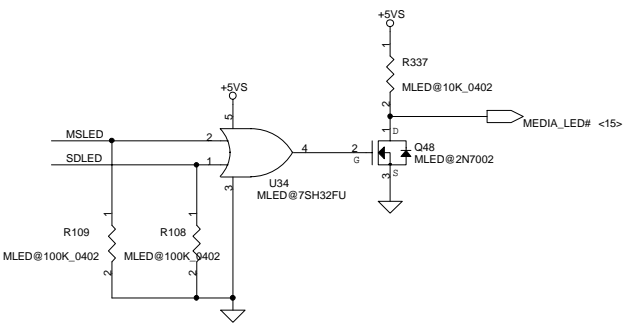 +5VS
1
R337
MLED@10K_0402
2
+5VS
MEDIA_LED# <15>
5
1
D
MSLED
2
Q48
SDLED
1
4
2
G
MLED@2N7002
3
S
U34
3
MLED@7SH32FU
1
1
R109
R108
MLED@100K_0402
MLED@100K_0402
2
2